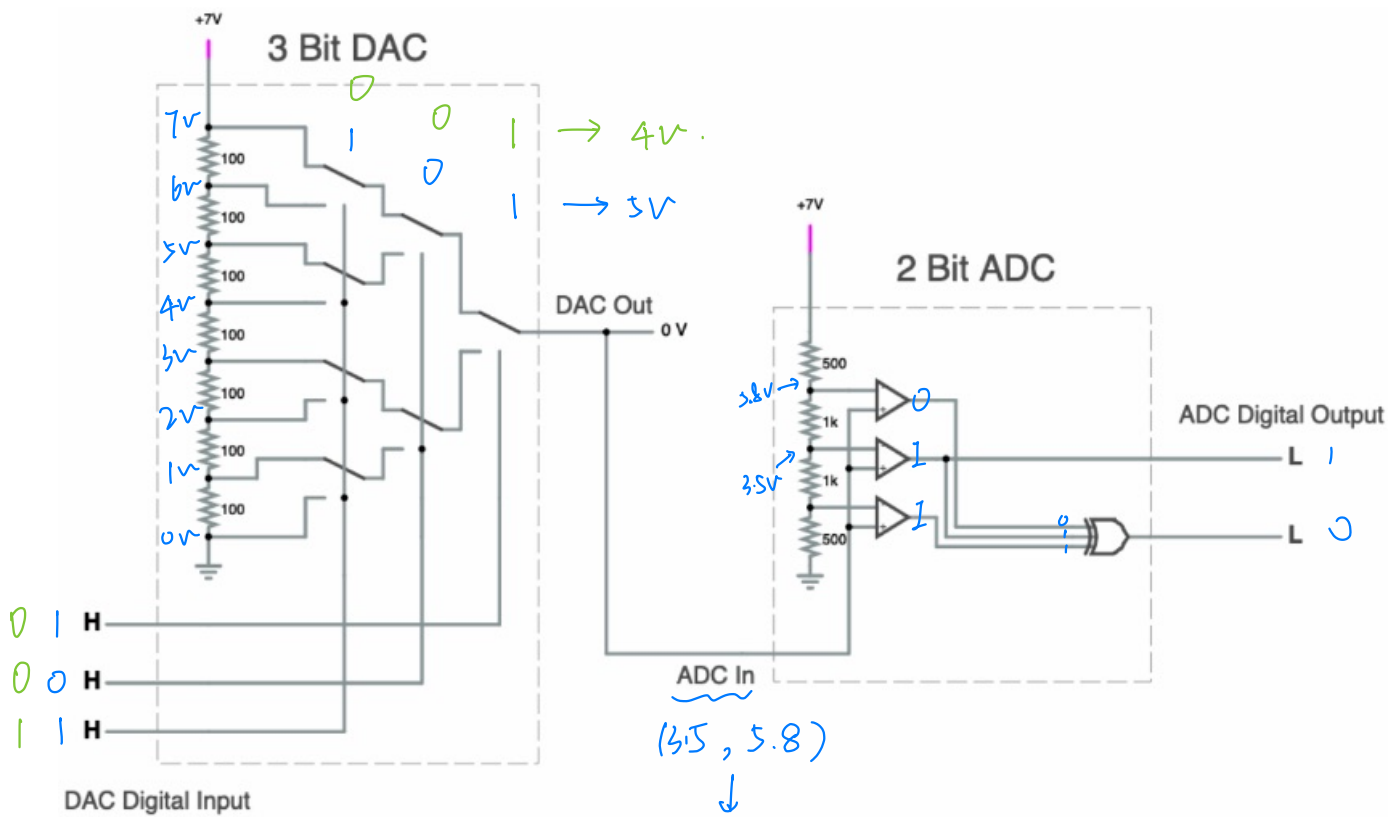 +7V
3 Bit DAC
0
7v
1
0
1 → 4v.
100
0
6v
1 → 5v
100
+7V
5v
2 Bit ADC
100
DAC Out
4v
0 V
100
500
3v
5.8v →
0
100
1k
ADC Digital Output
2v
1
L 1
100
3.5v
1k
1v
1
100
500
0
1
1
L 0
0v
0 1 H
0 0 H
ADC In
1 1 H
(3.5, 5.8)
↓
DAC Digital Input